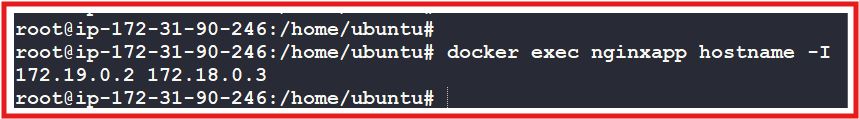 root@ip-172-31-90-246:/home/ubuntu#
root@ip-172-31-90-246:/home/ubuntu# docker exec nginxapp hostname -I
172.19.0.2 172.18.0.3
root@ip-172-31-90-246:/home/ubuntu#